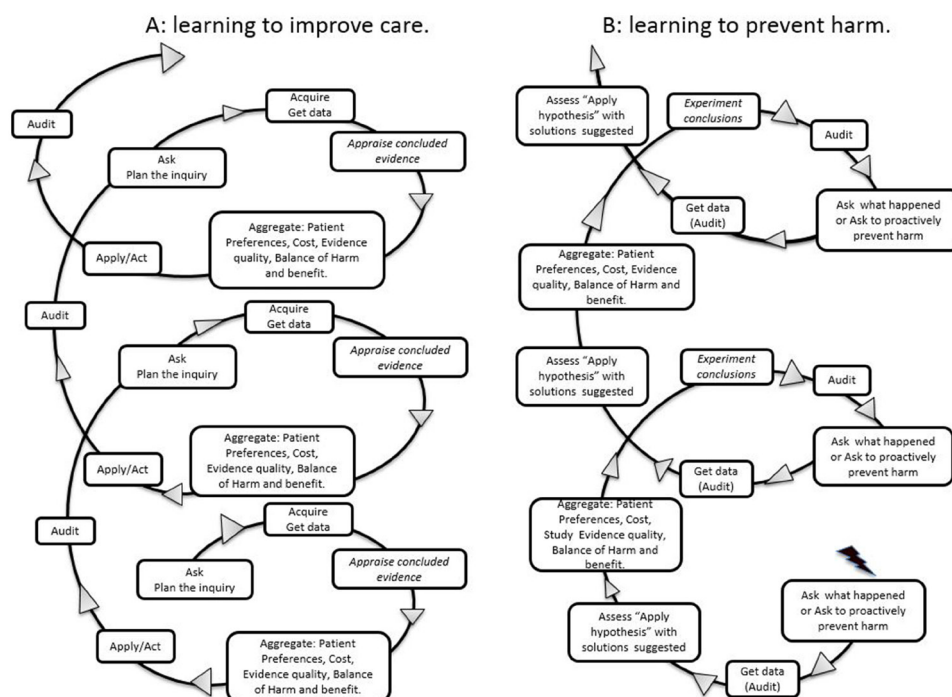 A: learning to improve care.
Audit
Acquire
Get data
Appraise concluded
evidence
Ask
Plan the inquiry
Aggregate: Patient
Preferences, Cost, Evidence
quality, Balance of Harm
and benefit.
Apply/Act
Audit
Acquire
Get data
Appraise concluded
evidence
Ask
Plan the inquiry
Aggregate: Patient
Preferences, Cost,
Evidence quality, Balance
of Harm and benefit.
Apply/Act
Audit
Acquire
Get data
Appraise concluded
evidence
Ask
Plan the inquiry
Aggregate: Patient
Preferences, Cost,
Evidence quality, Balance
of Harm and benefit.
Apply/Act
B: learning to prevent harm.
Assess “Apply
hypothesis” with
solutions suggested
Experiment
conclusions
Audit
Ask what happened
or Ask to proactively
prevent harm
Get data
(Audit)
Aggregate: Patient
Preferences, Cost, Evidence
quality, Balance of Harm and
benefit.
Assess “Apply
hypothesis” with
solutions suggested
Experiment
conclusions
Audit
Ask what happened
or Ask to proactively
prevent harm
Get data
(Audit)
Aggregate: Patient
Preferences, Cost,
Study Evidence quality,
Balance of Harm and
benefit.
Assess “Apply
hypothesis” with
solutions suggested
Ask what happened
or Ask to proactively
prevent harm
Get data
(Audit)